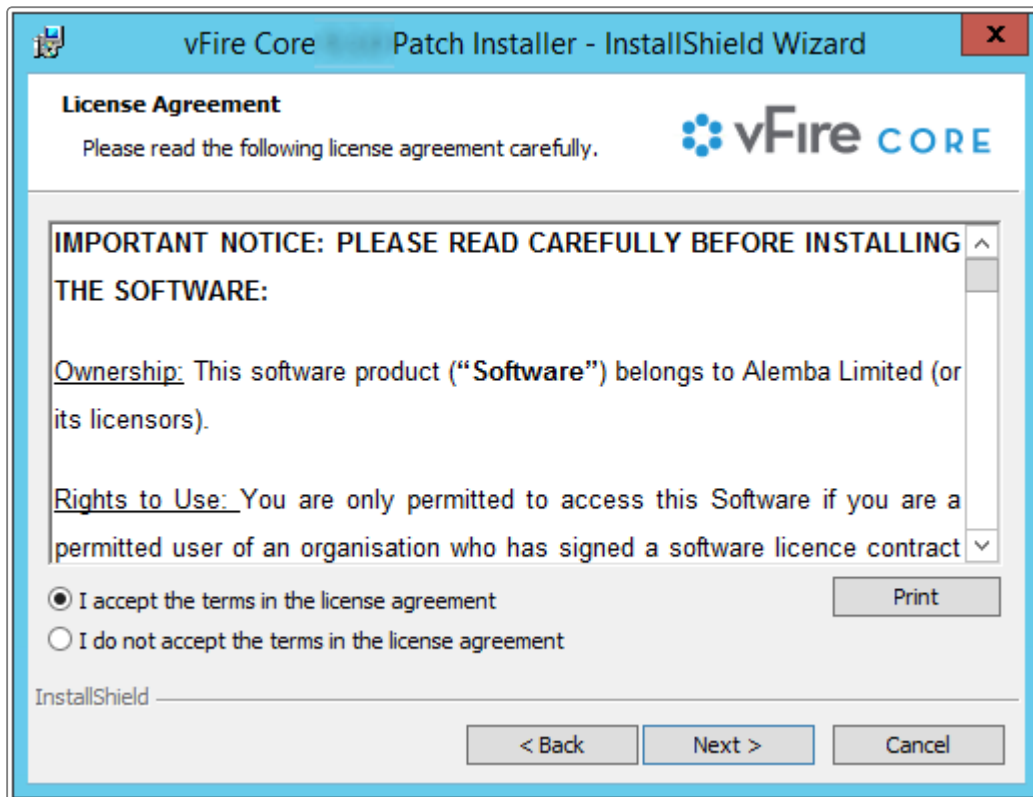 vFire Core Patch Installer - InstallShield Wizard
x
License Agreement
Please read the following license agreement carefully.
vFire CORE
IMPORTANT NOTICE: PLEASE READ CAREFULLY BEFORE INSTALLING
THE SOFTWARE:
Ownership: This software product (“Software”) belongs to Alemba Limited (or
its licensors).
Rights to Use: You are only permitted to access this Software if you are a
permitted user of an organisation who has signed a software licence contract
I accept the terms in the license agreement
Print
I do not accept the terms in the license agreement
InstallShield
< Back Next > Cancel